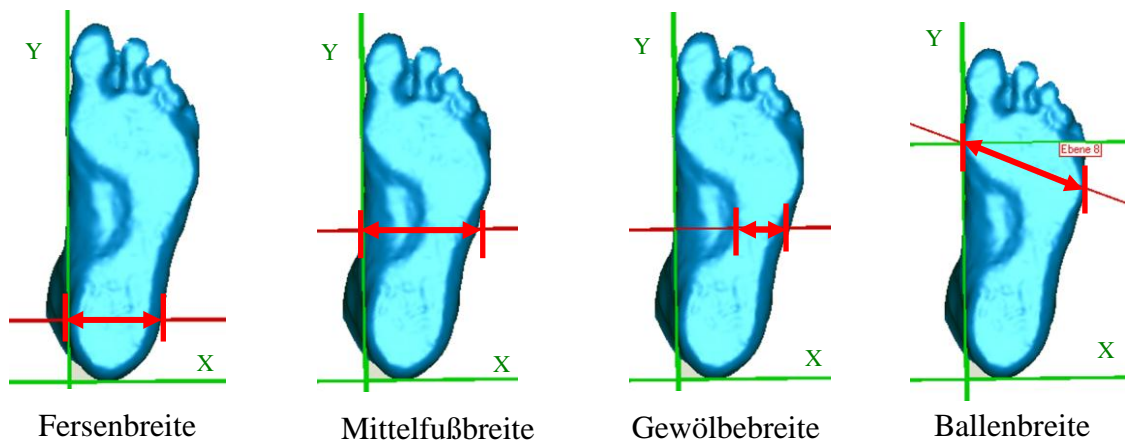 Y
X
Fersenbreite
Mittelfußbreite
Gewölbebreite
Y
Ebene 8
X
Ballenbreite
Y
X